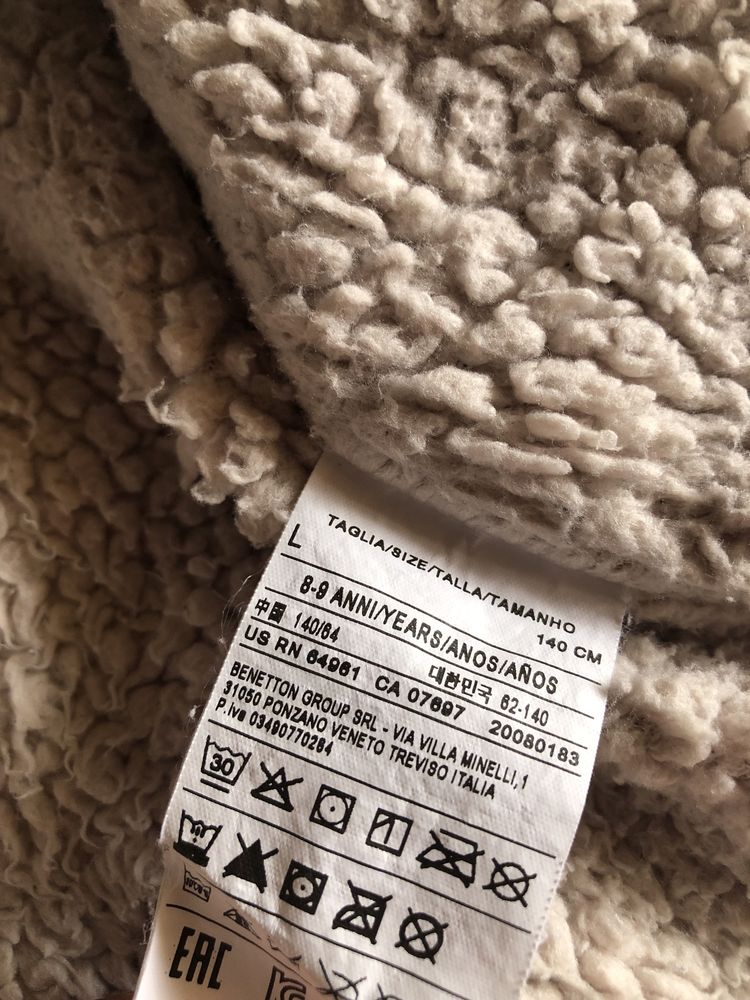 TAGLIA/SIZE/TALLA/TAMANHO
L 140 CM
8-9 ANNI/YEARS/ANOS/AÑOS
中国 140/64 대한민국 62-140
US RN 64961 CA 07697 20080183
BENETTON GROUP SRL - VIA VILLA MINELLI,1
31050 PONZANO VENETO TREVISO ITALIA
P.iva 03490770264
30
EAC